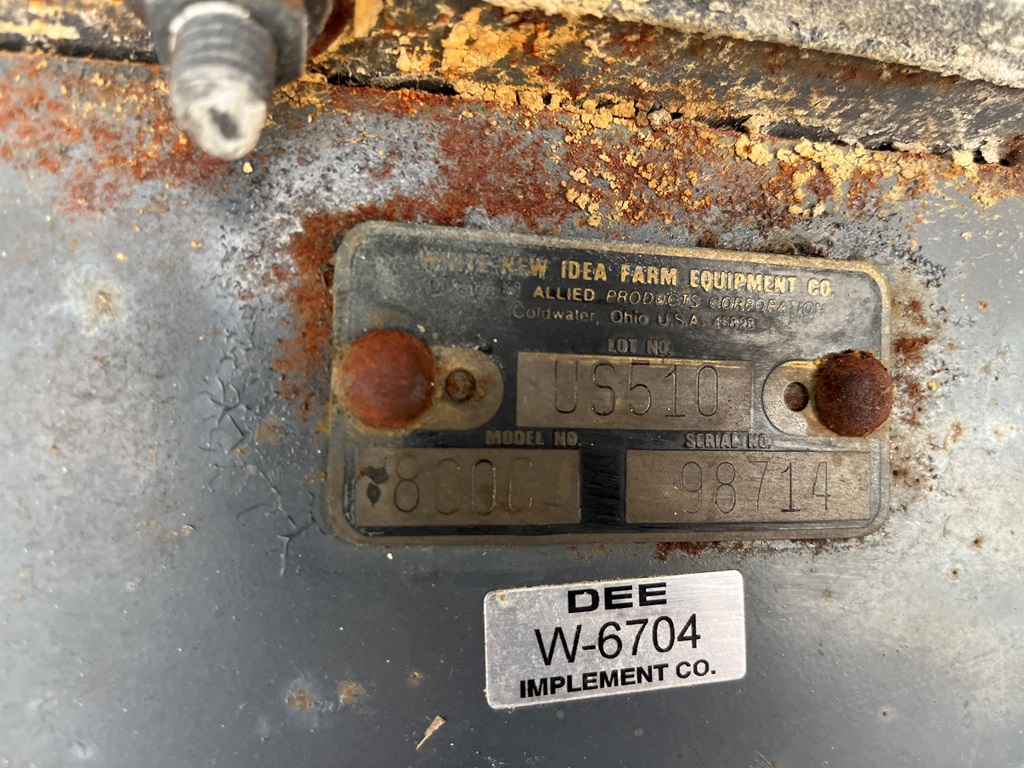 WHITE-NEW IDEA FARM EQUIPMENT CO.
ALLIED PRODUCTS CORPORATION
Coldwater, Ohio U.S.A.
LOT NO.
US510
MODEL NO. SERIAL NO.
98714
DEE
W-6704
IMPLEMENT CO.